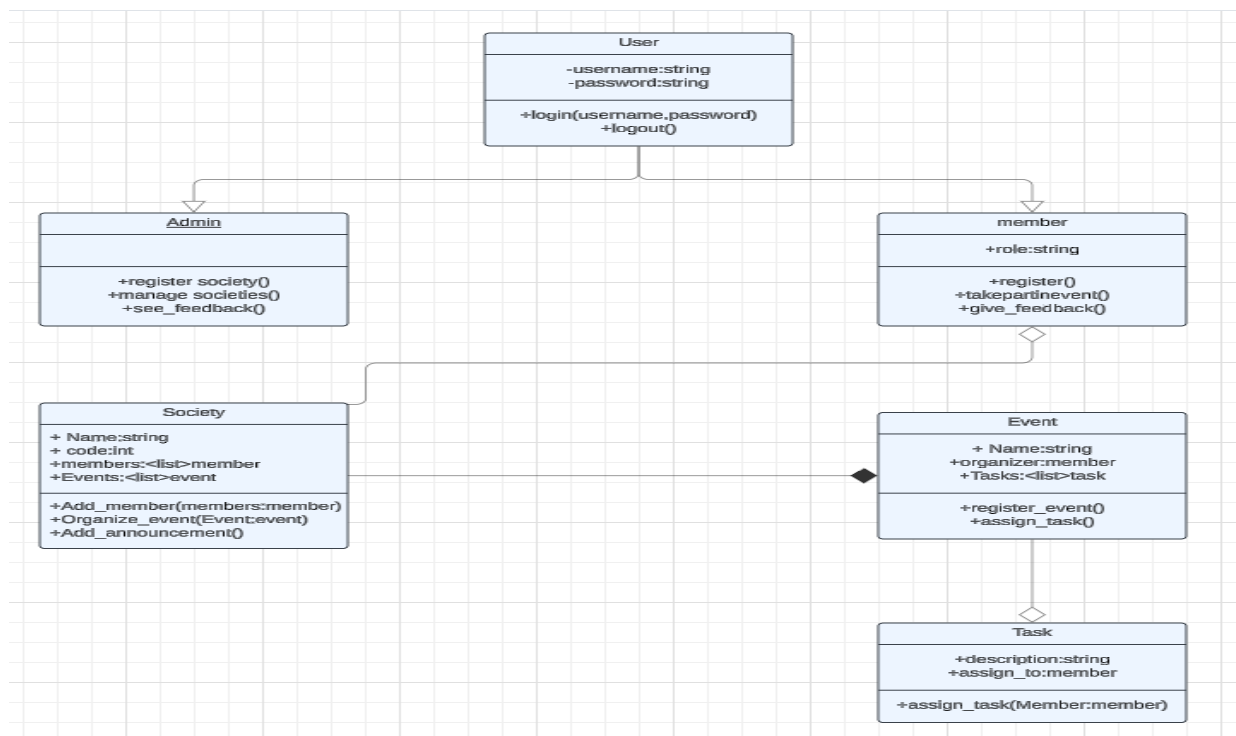 User
-username:string
-password:string
+login(username,password)
+logout()
Admin
+register society()
+manage societies()
+see_feedback()
member
+role:string
+register()
+takepartinevent()
+give_feedback()
Society
+ Name:string
+ code:int
+members:<list>member
+Events:<list>event
+Add_member(members:member)
+Organize_event(Event:event)
+Add_announcement()
Event
+ Name:string
+organizer:member
+Tasks:<list>task
+register_event()
+assign_task()
Task
+description:string
+assign_to:member
+assign_task(Member:member)